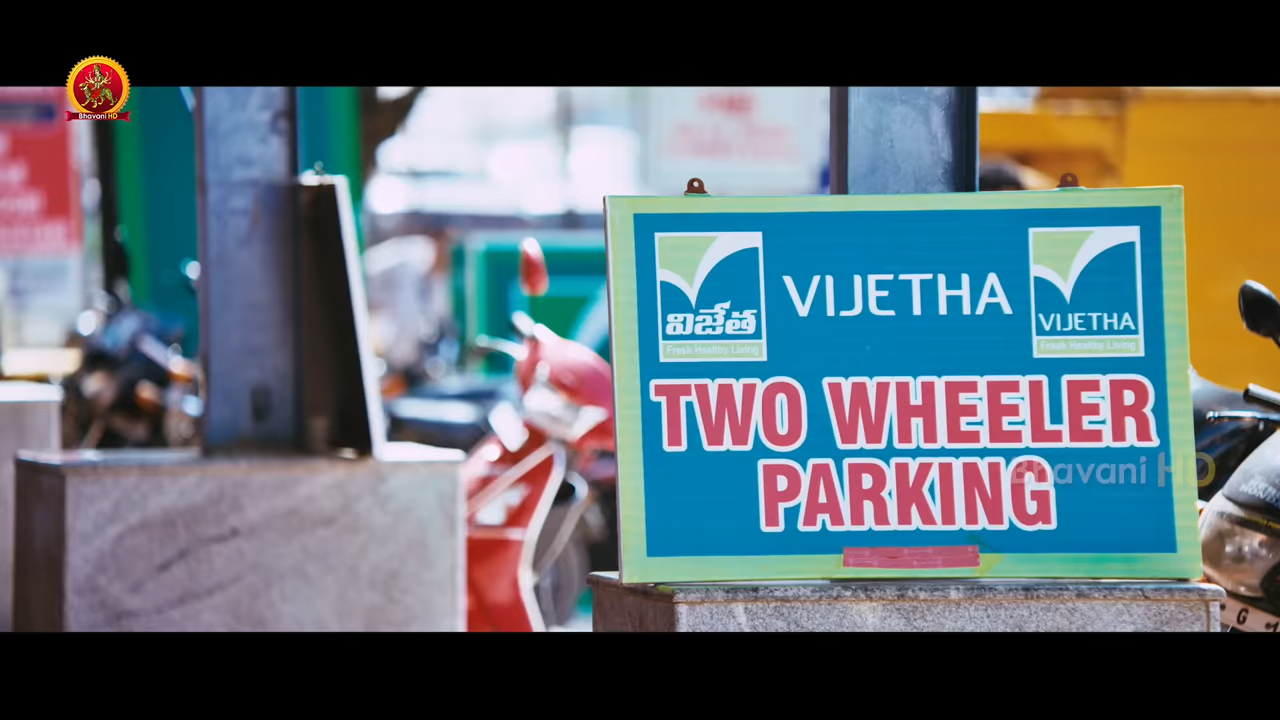 Bhavani HD
విజేత
Fresh Healthy Living
VIJETHA
VIJETHA
Fresh Healthy Living
TWO WHEELER
PARKING
Bhavani HD
G